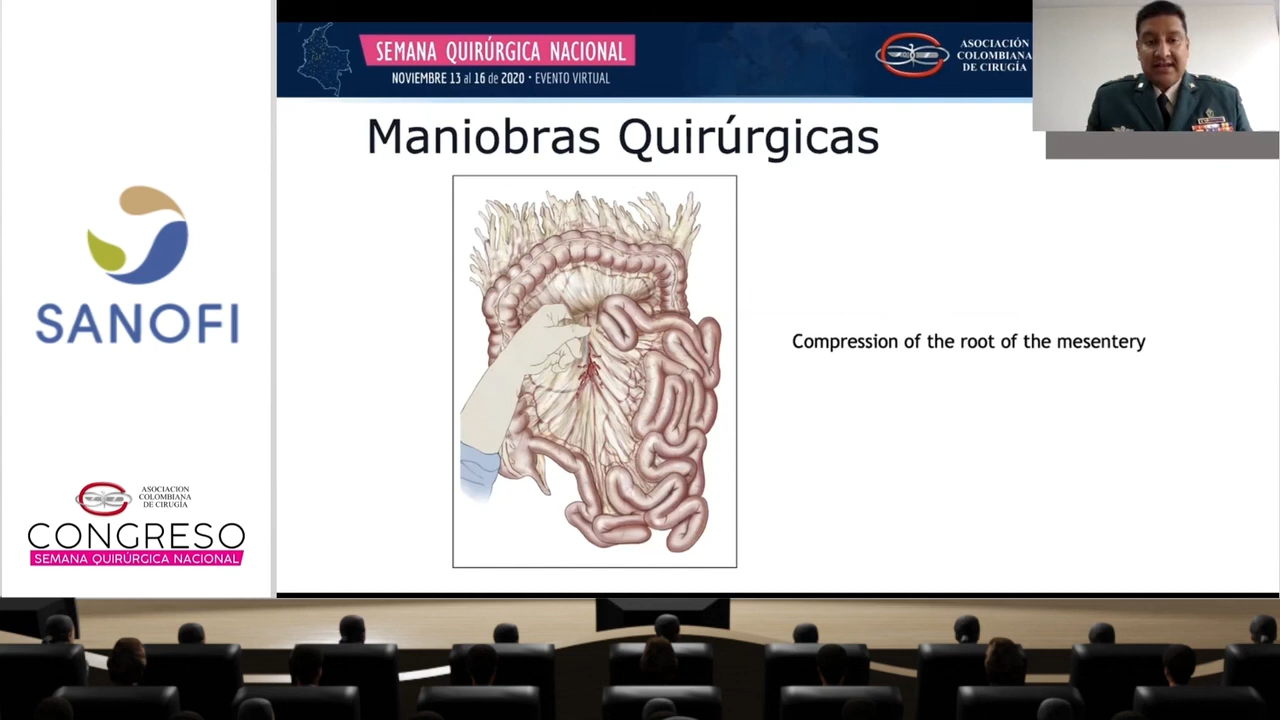 SEMANA QUIRÚRGICA NACIONAL
NOVIEMBRE 13 al 16 de 2020 • EVENTO VIRTUAL
ASOCIACIÓN
COLOMBIANA
DE CIRUGÍA
Maniobras Quirúrgicas
Compression of the root of the mesentery
SANOFI
ASOCIACION
COLOMBIANA
DE CIRUGÍA
CONGRESO
SEMANA QUIRÚRGICA NACIONAL